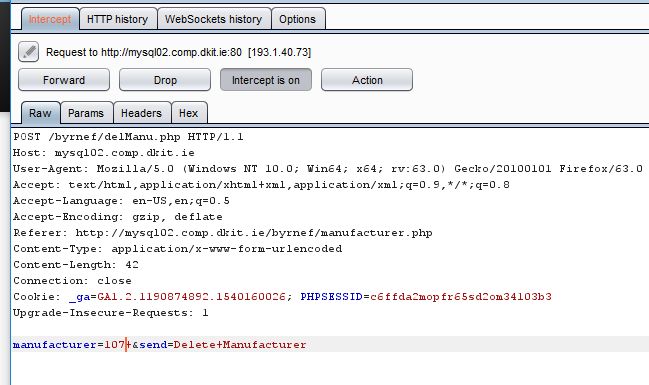 Intercept HTTP history WebSockets history Options
Request to http://mysql02.comp.dkit.ie:80 [193.1.40.73]
Forward Drop Intercept is on Action
Raw Params Headers Hex
POST /byrnef/delManu.php HTTP/1.1
Host: mysql02.comp.dkit.ie
User-Agent: Mozilla/5.0 (Windows NT 10.0; Win64; x64; rv:63.0) Gecko/20100101 Firefox/63.0
Accept: text/html,application/xhtml+xml,application/xml;q=0.9,*/*;q=0.8
Accept-Language: en-US,en;q=0.5
Accept-Encoding: gzip, deflate
Referer: http://mysql02.comp.dkit.ie/byrnef/manufacturer.php
Content-Type: application/x-www-form-urlencoded
Content-Length: 42
Connection: close
Cookie: _ga=GA1.2.1190874892.1540160026; PHPSESSID=c6ffda2mopfr65sd2om34103b3
Upgrade-Insecure-Requests: 1
manufacturer=107+&send=Delete+Manufacturer